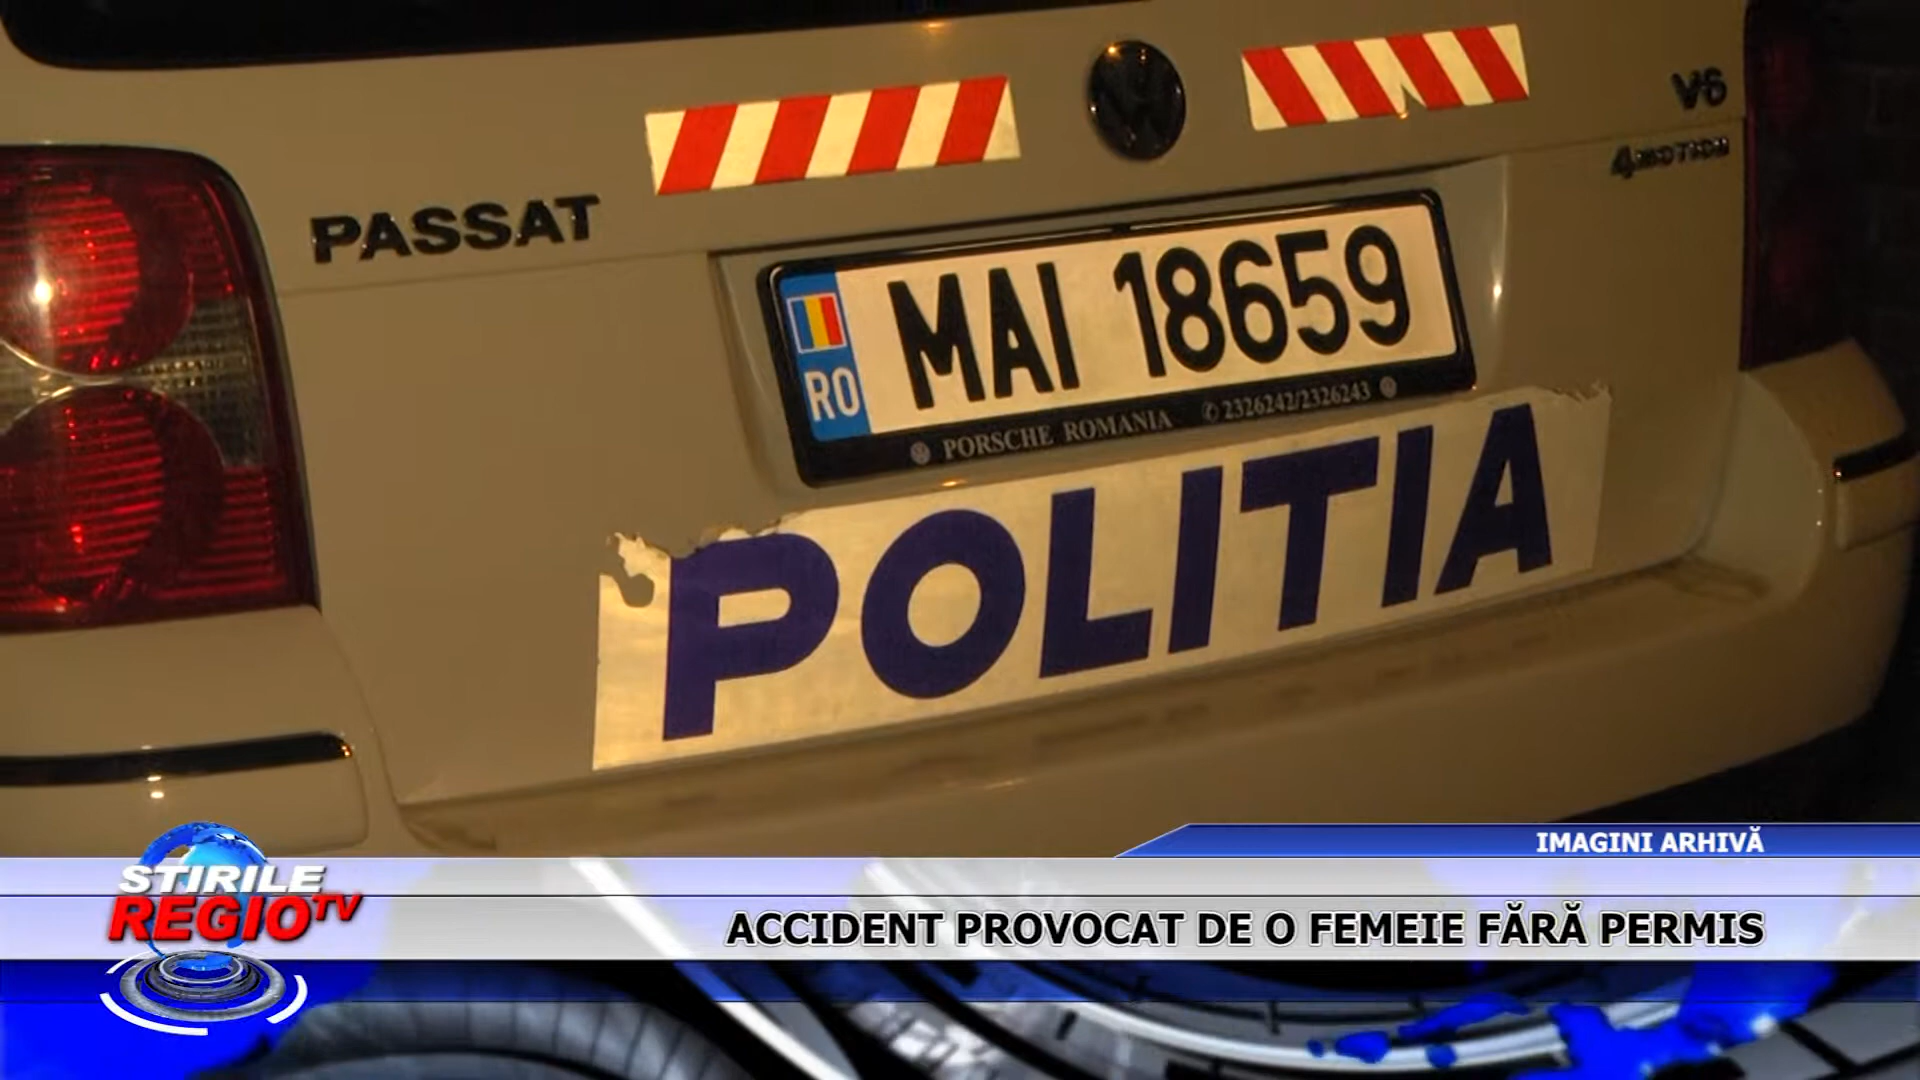 PASSAT
V6
4MOTION
RO
MAI 18659
PORSCHE ROMANIA ✆ 2326242/2326243
POLITIA
IMAGINI ARHIVĂ
STIRILE
REGIO TV
ACCIDENT PROVOCAT DE O FEMEIE FĂRĂ PERMIS